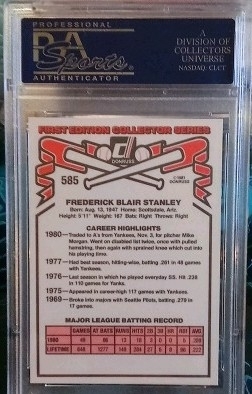 PROFESSIONAL
PSA
Sports
AUTHENTICATOR
A
DIVISION OF
COLLECTORS
UNIVERSE
NASDAQ: CLCT
FIRST EDITION COLLECTOR SERIES
DONRUSS
© 1981
DONRUSS
585
FREDERICK BLAIR STANLEY
Born: Aug. 13, 1947 Home: Scottsdale, Ariz.
Height: 5'11" Weight: 167 Bats: Right Throws: Right
CAREER HIGHLIGHTS
1980—Traded to A's from Yankees, Nov. 3, for pitcher Mike
Morgan. Went on disabled list twice, once with pulled
hamstring, then again with sprained knee which cut into
his playing time.
1977—Had best season, hitting-wise, batting .261 in 48 games
with Yankees.
1976—Last season in which he played everyday SS. Hit .238
in 110 games for Yanks.
1975—Appeared in career-high 117 games with Yankees.
1969—Broke into majors with Seattle Pilots, batting .279 in
17 games.
MAJOR LEAGUE BATTING RECORD
GAMES AT BATS RUNS HITS 2B 3B HR RBI AVG
1980 49 86 13
LIFETIME